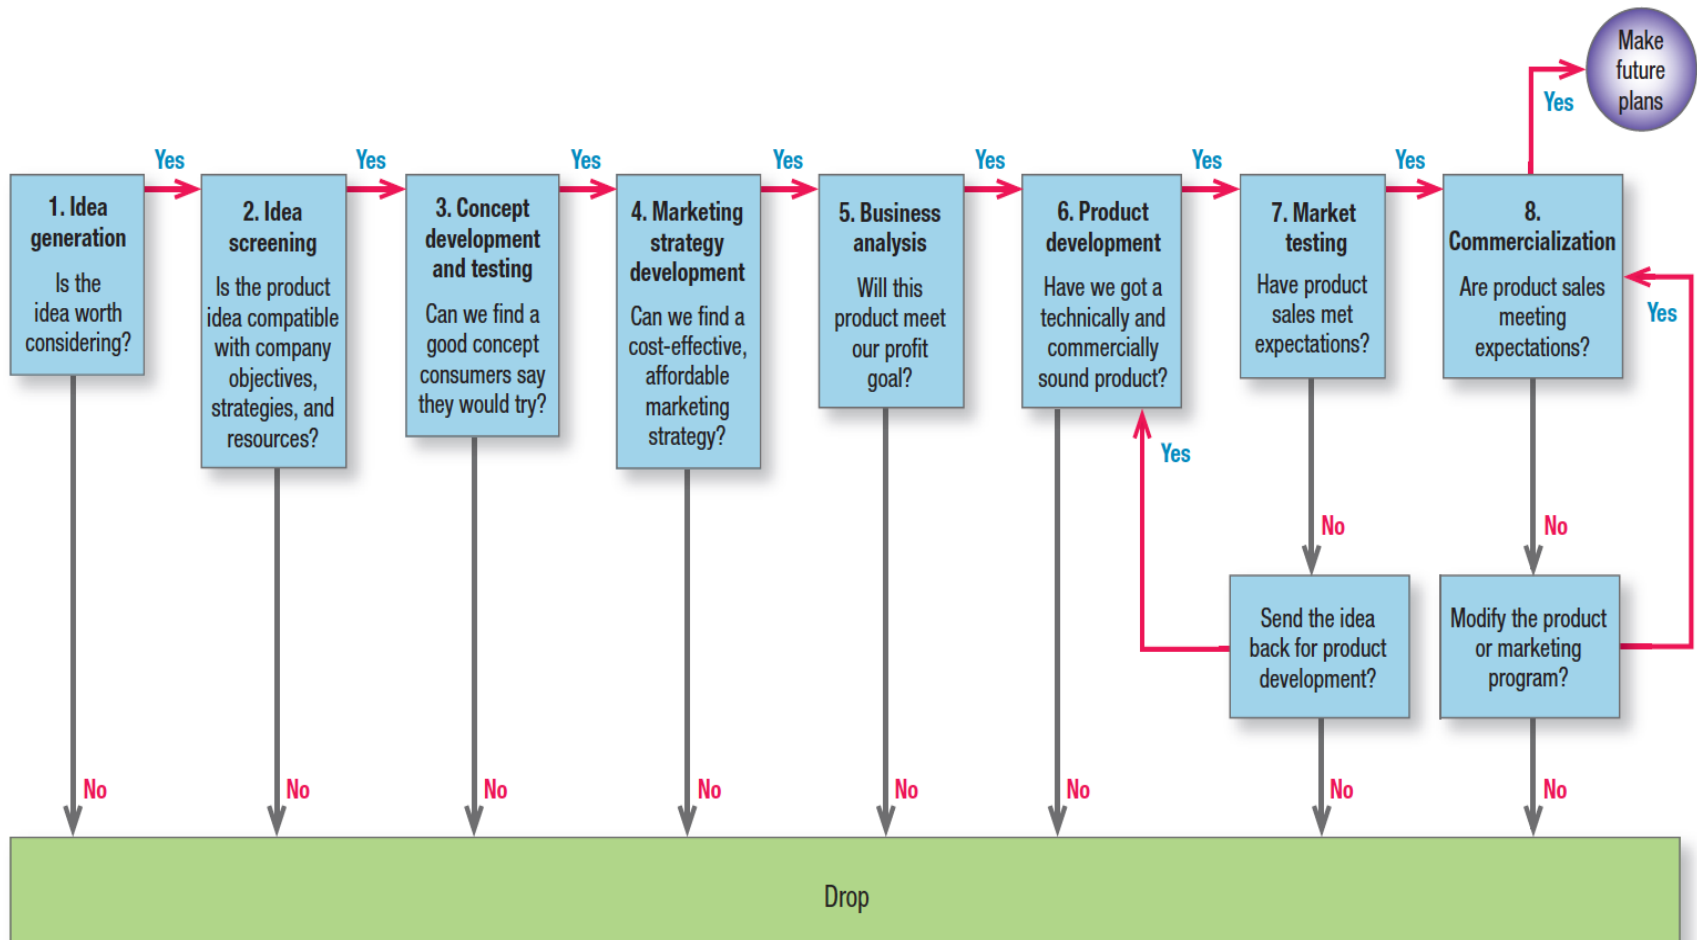 Make
future
plans
Yes
Yes
Yes
Yes
Yes
Yes
Yes
Yes
1. Idea
generation
Is the
idea worth
considering?
2. Idea
screening
Is the product
idea compatible
with company
objectives,
strategies, and
resources?
3. Concept
development
and testing
Can we find a
good concept
consumers say
they would try?
4. Marketing
strategy
development
Can we find a
cost-effective,
affordable
marketing
strategy?
5. Business
analysis
Will this
product meet
our profit
goal?
6. Product
development
Have we got a
technically and
commercially
sound product?
7. Market
testing
Have product
sales met
expectations?
8.
Commercialization
Are product sales
meeting
expectations?
Yes
Yes
No
No
Send the idea
back for product
development?
Modify the product
or marketing
program?
No
No
No
No
No
No
No
No
Drop